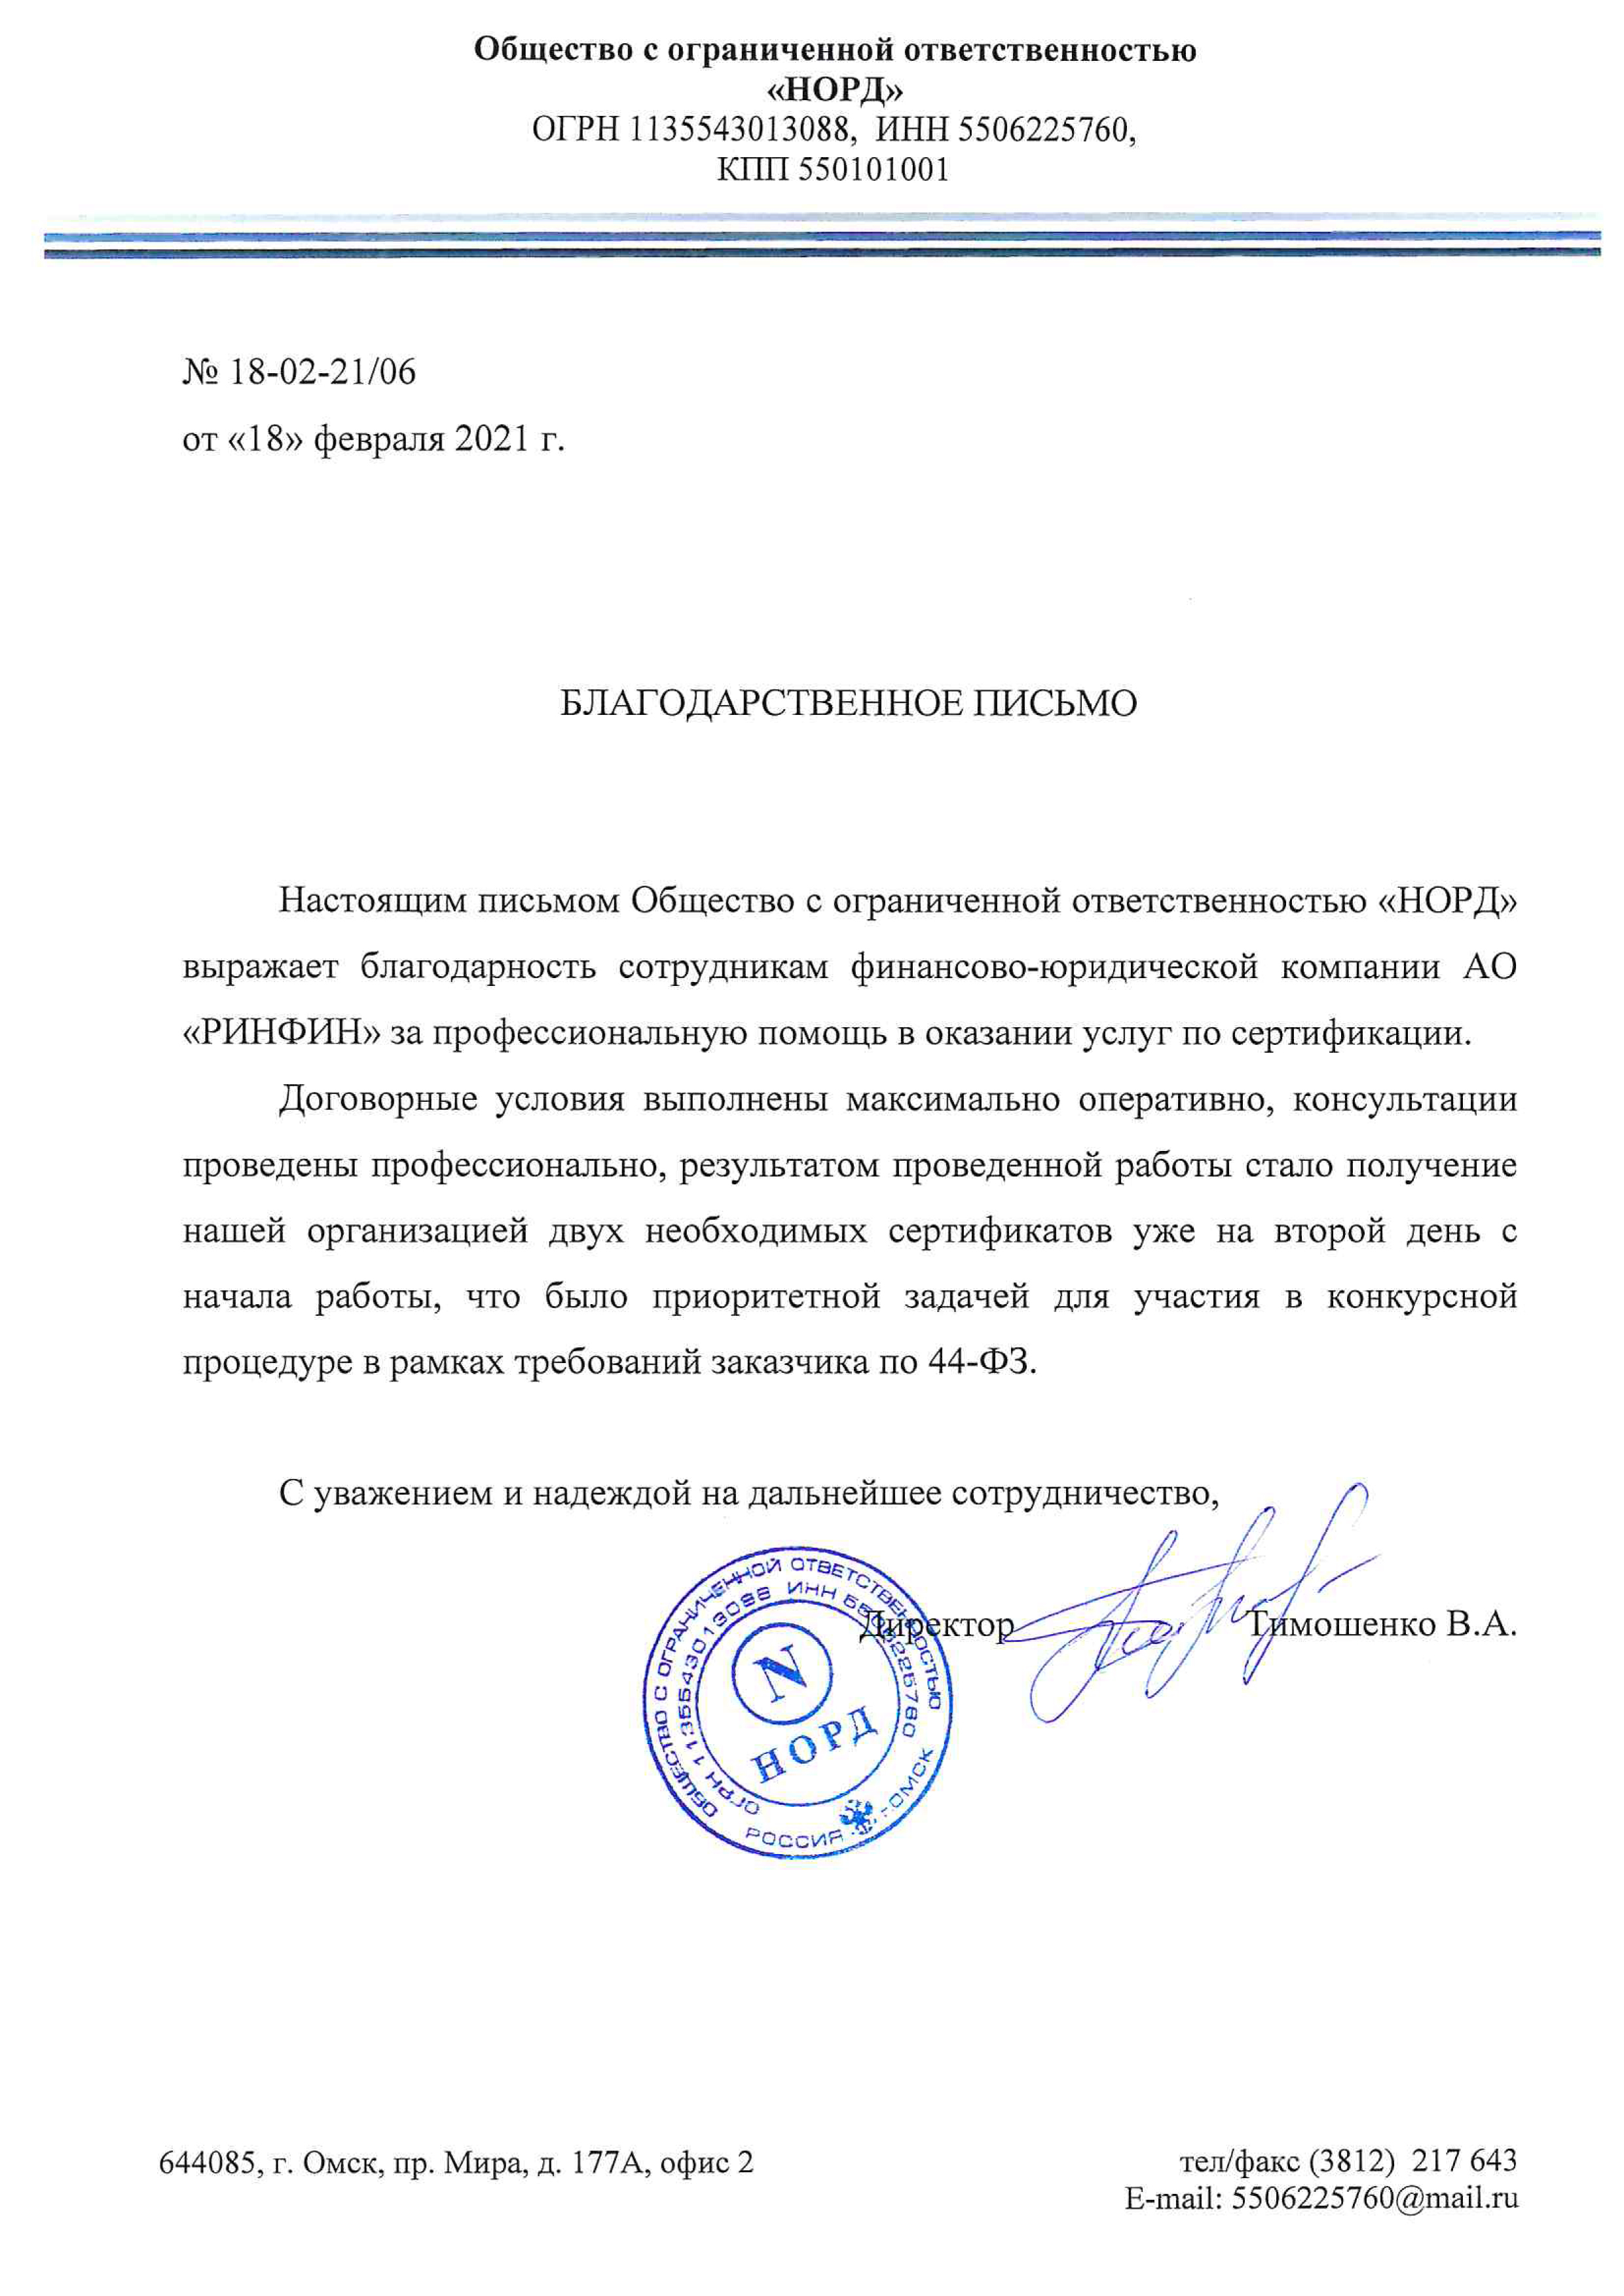 Общество с ограниченной ответственностью
«НОРД»
ОГРН 1135543013088, ИНН 5506225760,
КПП 550101001
№ 18-02-21/06
от «18» февраля 2021 г.
БЛАГОДАРСТВЕННОЕ ПИСЬМО
Настоящим письмом Общество с ограниченной ответственностью «НОРД»
выражает благодарность сотрудникам финансово-юридической компании АО
«РИНФИН» за профессиональную помощь в оказании услуг по сертификации.
Договорные условия выполнены максимально оперативно, консультации
проведены профессионально, результатом проведенной работы стало получение
нашей организацией двух необходимых сертификатов уже на второй день с
начала работы, что было приоритетной задачей для участия в конкурсной
процедуре в рамках требований заказчика по 44-ФЗ.
С уважением и надеждой на дальнейшее сотрудничество,
Директор Тимошенко В.А.
ОБЩЕСТВО С ОГРАНИЧЕННОЙ ОТВЕТСТВЕННОСТЬЮ
ОГРН 1135543013088 ИНН 5506225760
N
НОРД
РОССИЯ г.ОМСК
644085, г. Омск, пр. Мира, д. 177А, офис 2
тел/факс (3812) 217 643
E-mail: 5506225760@mail.ru